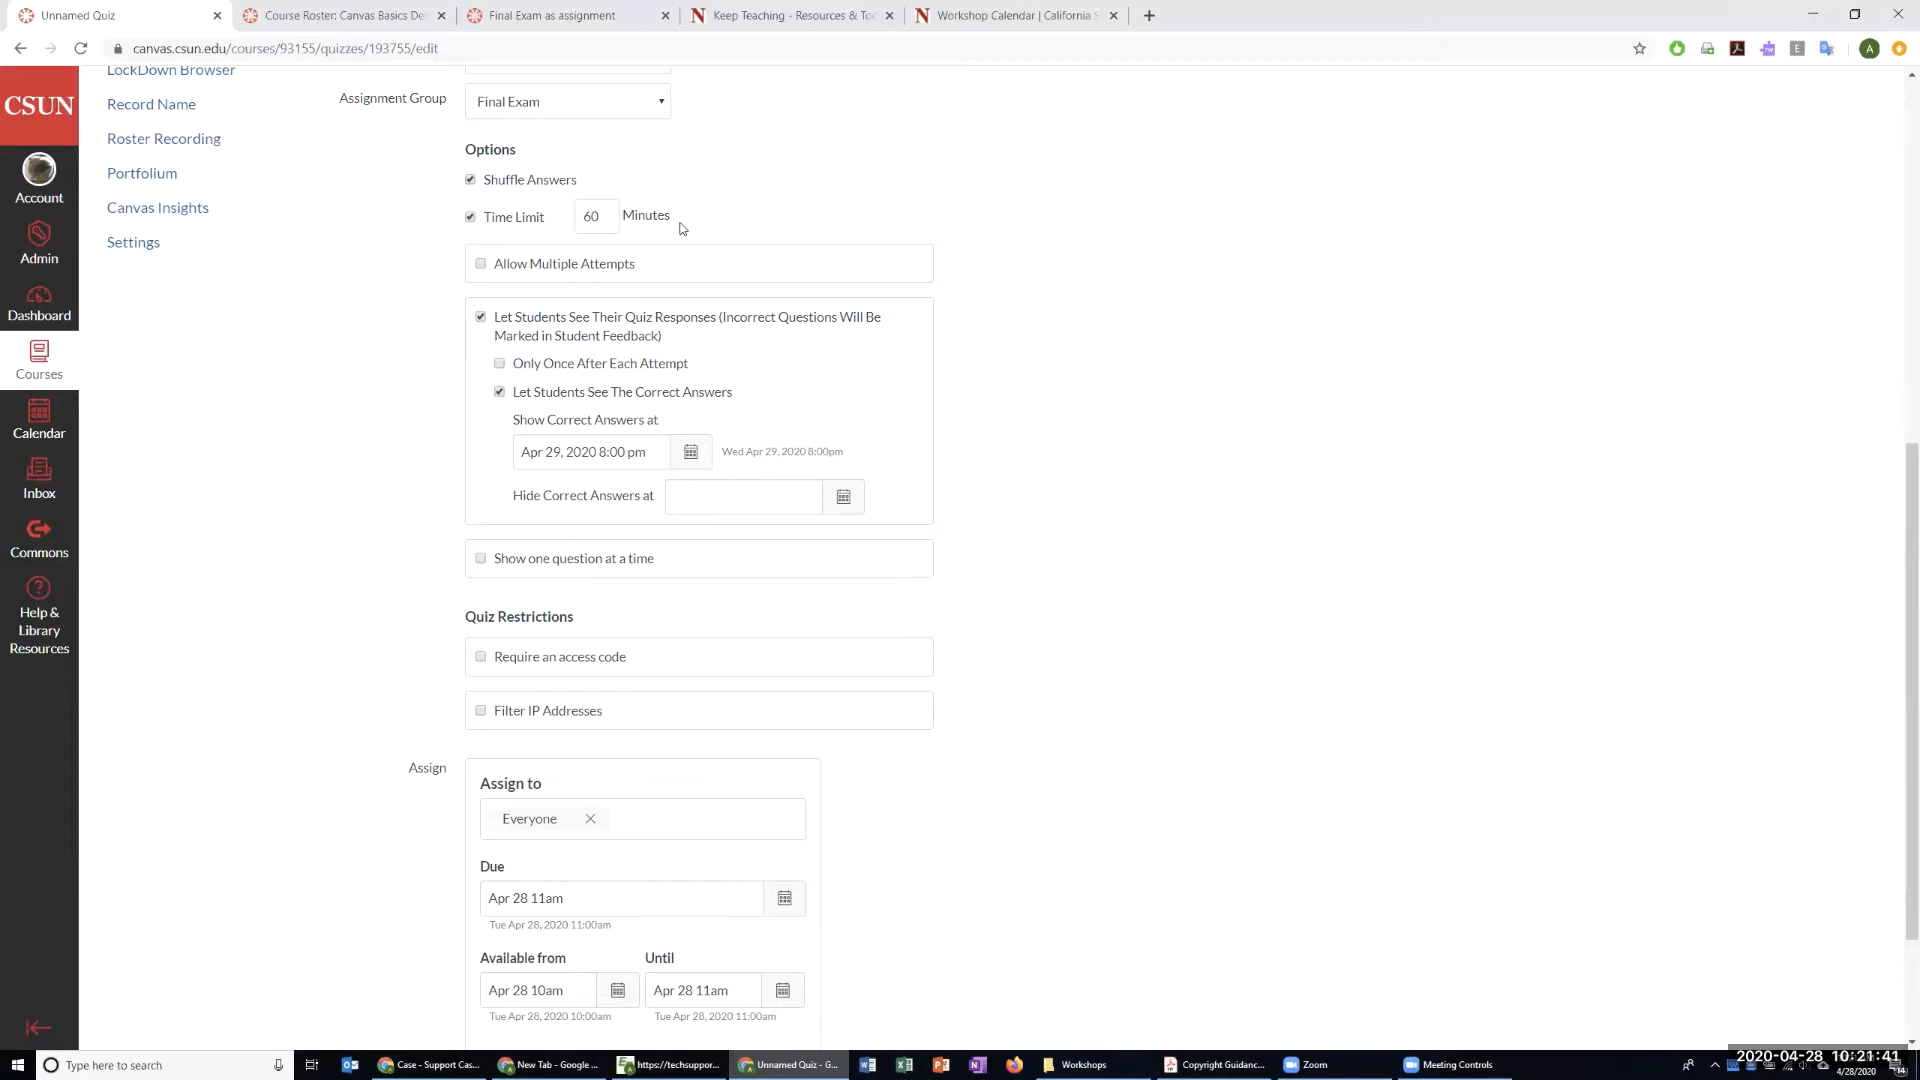 Unnamed Quiz
Course Roster: Canvas Basics De
Final Exam as assignment
Keep Teaching - Resources & To
Workshop Calendar | California S
canvas.csun.edu/courses/93155/quizzes/193755/edit
CSUN
Account
Admin
Dashboard
Courses
Calendar
Inbox
Commons
Help &
Library
Resources
LockDown Browser
Record Name
Roster Recording
Portfolium
Canvas Insights
Settings
Assignment Group
Final Exam
Options
Shuffle Answers
Time Limit 60 Minutes
Allow Multiple Attempts
Let Students See Their Quiz Responses (Incorrect Questions Will Be
Marked in Student Feedback)
Only Once After Each Attempt
Let Students See The Correct Answers
Show Correct Answers at
Apr 29, 2020 8:00 pm Wed Apr 29, 2020 8:00pm
Hide Correct Answers at
Show one question at a time
Quiz Restrictions
Require an access code
Filter IP Addresses
Assign
Assign to
Everyone
Due
Apr 28 11am
Tue Apr 28, 2020 11:00am
Available from Until
Apr 28 10am Apr 28 11am
Tue Apr 28, 2020 10:00am Tue Apr 28, 2020 11:00am
Type here to search
Case - Support Cas...
New Tab - Google ...
https://techsuppor...
Unnamed Quiz - G...
Workshops
Copyright Guidanc...
Zoom
Meeting Controls
2020-04-28 10:21:41
4/28/2020